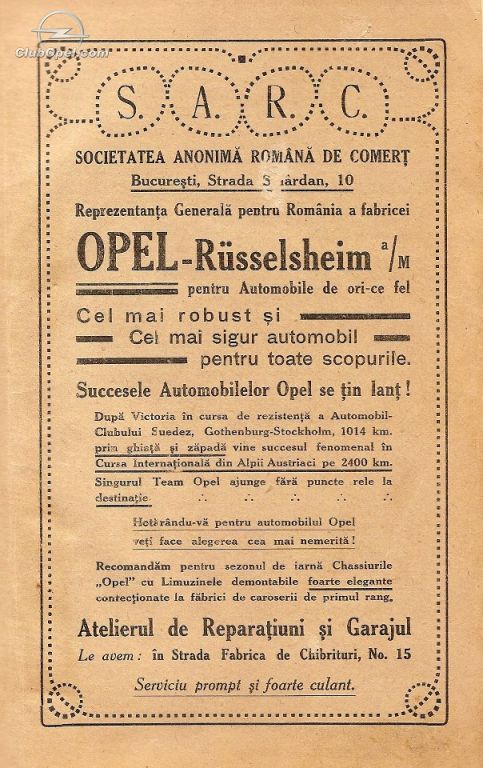 ClubOpel.com
S. A. R. C.
SOCIETATEA ANONIMĂ ROMÂNĂ DE COMERȚ
București, Strada 10
Reprezentanța Generală pentru România a fabricei
OPEL-Rüsselsheim a/M
pentru Automobile de ori-ce fel
Cel mai robust și
Cel mai sigur automobil
pentru toate scopurile.
Succesele Automobilelor Opel se țin lanț !
După Victoria în cursa de rezistență a Automobil-
Clubului Suedez, Gothenburg-Stockholm, 1014 km.
prin ghiață și zăpadă vine succesul fenomenal în
Cursa Internațională din Alpii Austriaci pe 2400 km.
Singurul Team Opel ajunge fără puncte rele la
destinație ∴ ∴ ∴ ∴ ∴
Hotărându-vă pentru automobilul Opel
veți face alegerea cea mai nemerită !
Recomandăm pentru sezonul de iarnă Chassiurile
„Opel" cu Limuzinele demontabile foarte elegante
confecționate la făbrici de caroserii de primul rang.
Atelierul de Reparațiuni și Garajul
Le avem : în Strada Fabrica de Chibrituri, No. 15
Serviciu prompt și foarte culant.